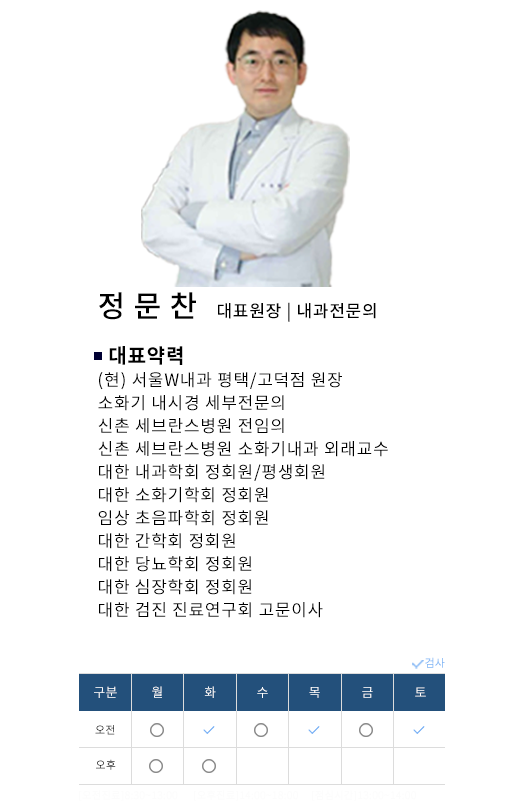 정문찬 대표원장 | 내과전문의
■ 대표약력
(현) 서울W내과 평택/고덕점 원장
소화기 내시경 세부전문의
신촌 세브란스병원 전임의
신촌 세브란스병원 소화기내과 외래교수
대한 내과학회 정회원/평생회원
대한 소화기학회 정회원
임상 초음파학회 정회원
대한 간학회 정회원
대한 당뇨학회 정회원
대한 심장학회 정회원
대한 검진 진료연구회 고문이사
✓검사
구분 월 화 수 목 금 토
오전 ○ ✓ ○ ✓ ○ ✓
오후 ○ ○